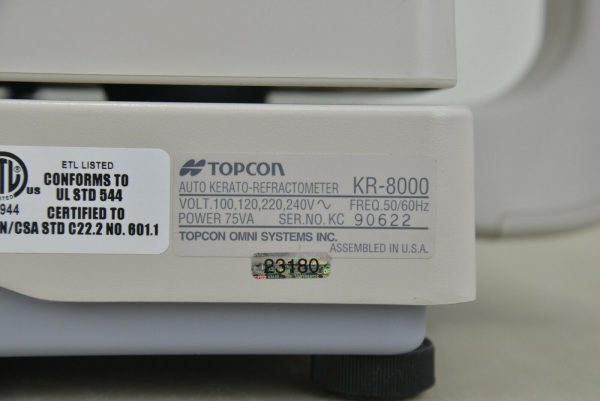 ETL LISTED
CONFORMS TO
UL STD 544
CERTIFIED TO
N/CSA STD C22.2 NO. 601.1
TL
US
944
TOPCON
AUTO KERATO-REFRACTOMETER KR-8000
VOLT.100,120,220,240V～ FREQ.50/60Hz
POWER 75VA SER.NO. KC 90622
TOPCON OMNI SYSTEMS INC.
ASSEMBLED IN U.S.A.
23180